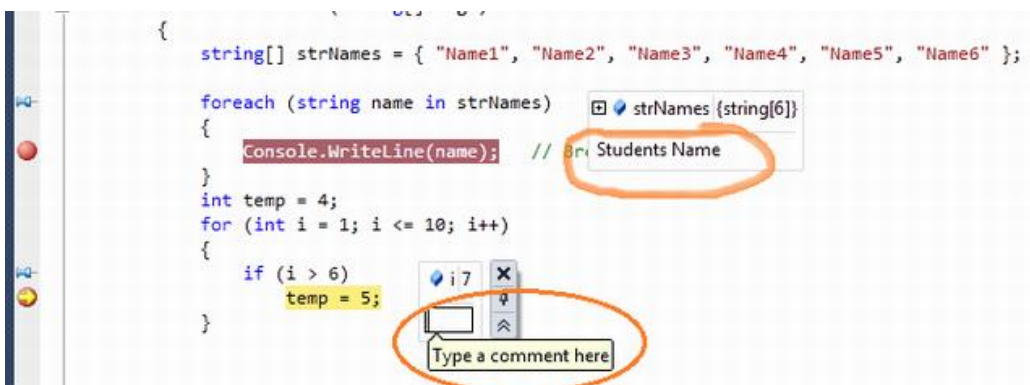 {
string[] strNames = { "Name1", "Name2", "Name3", "Name4", "Name5", "Name6" };
foreach (string name in strNames) strNames {string[6]}
{
Console.WriteLine(name); // Students Name
}
int temp = 4;
for (int i = 1; i <= 10; i++)
{
if (i > 6) i 7
temp = 5;
}
Type a comment here